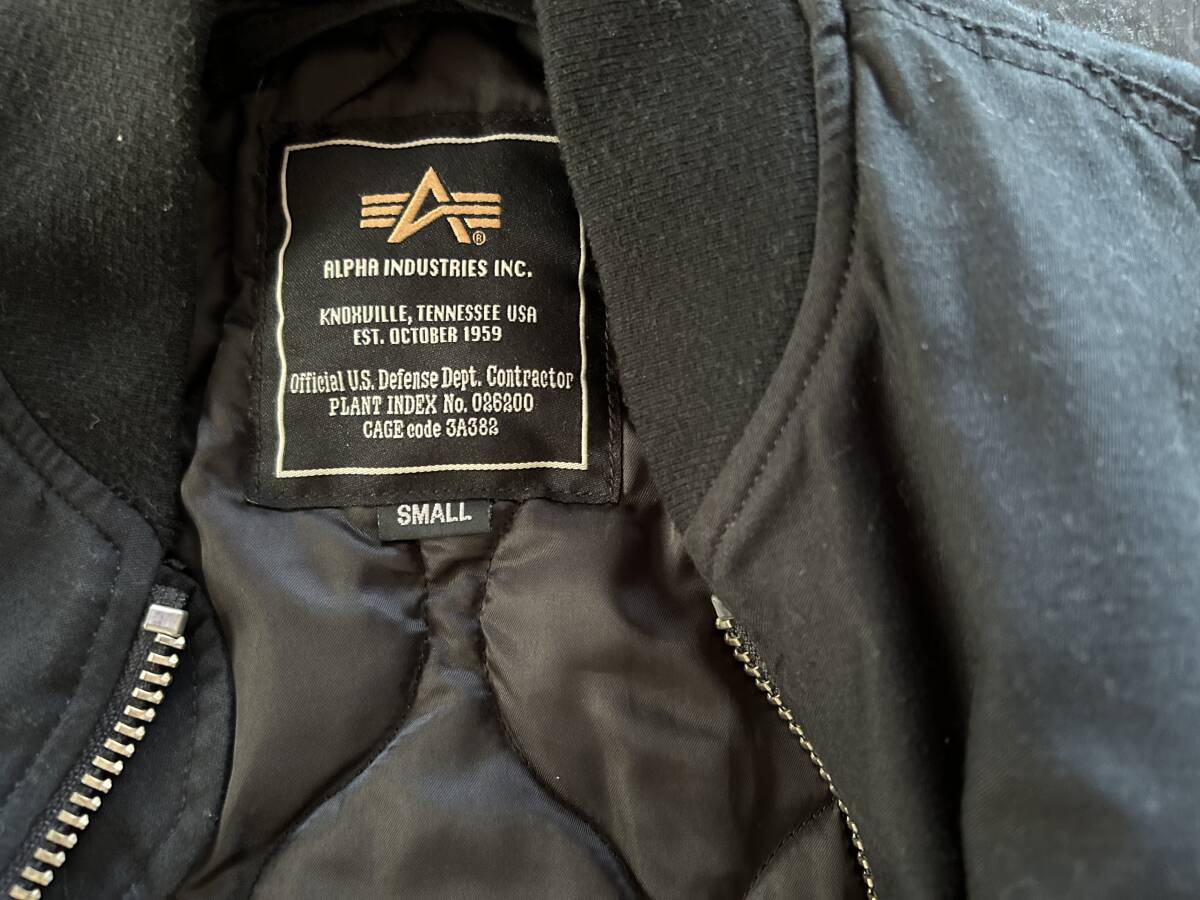 ®
ALPHA INDUSTRIES INC.
KNOXVILLE, TENNESSEE USA
EST. OCTOBER 1959
Official U.S. Defense Dept. Contractor
PLANT INDEX No. 026200
CAGE code 3A382
SMALL